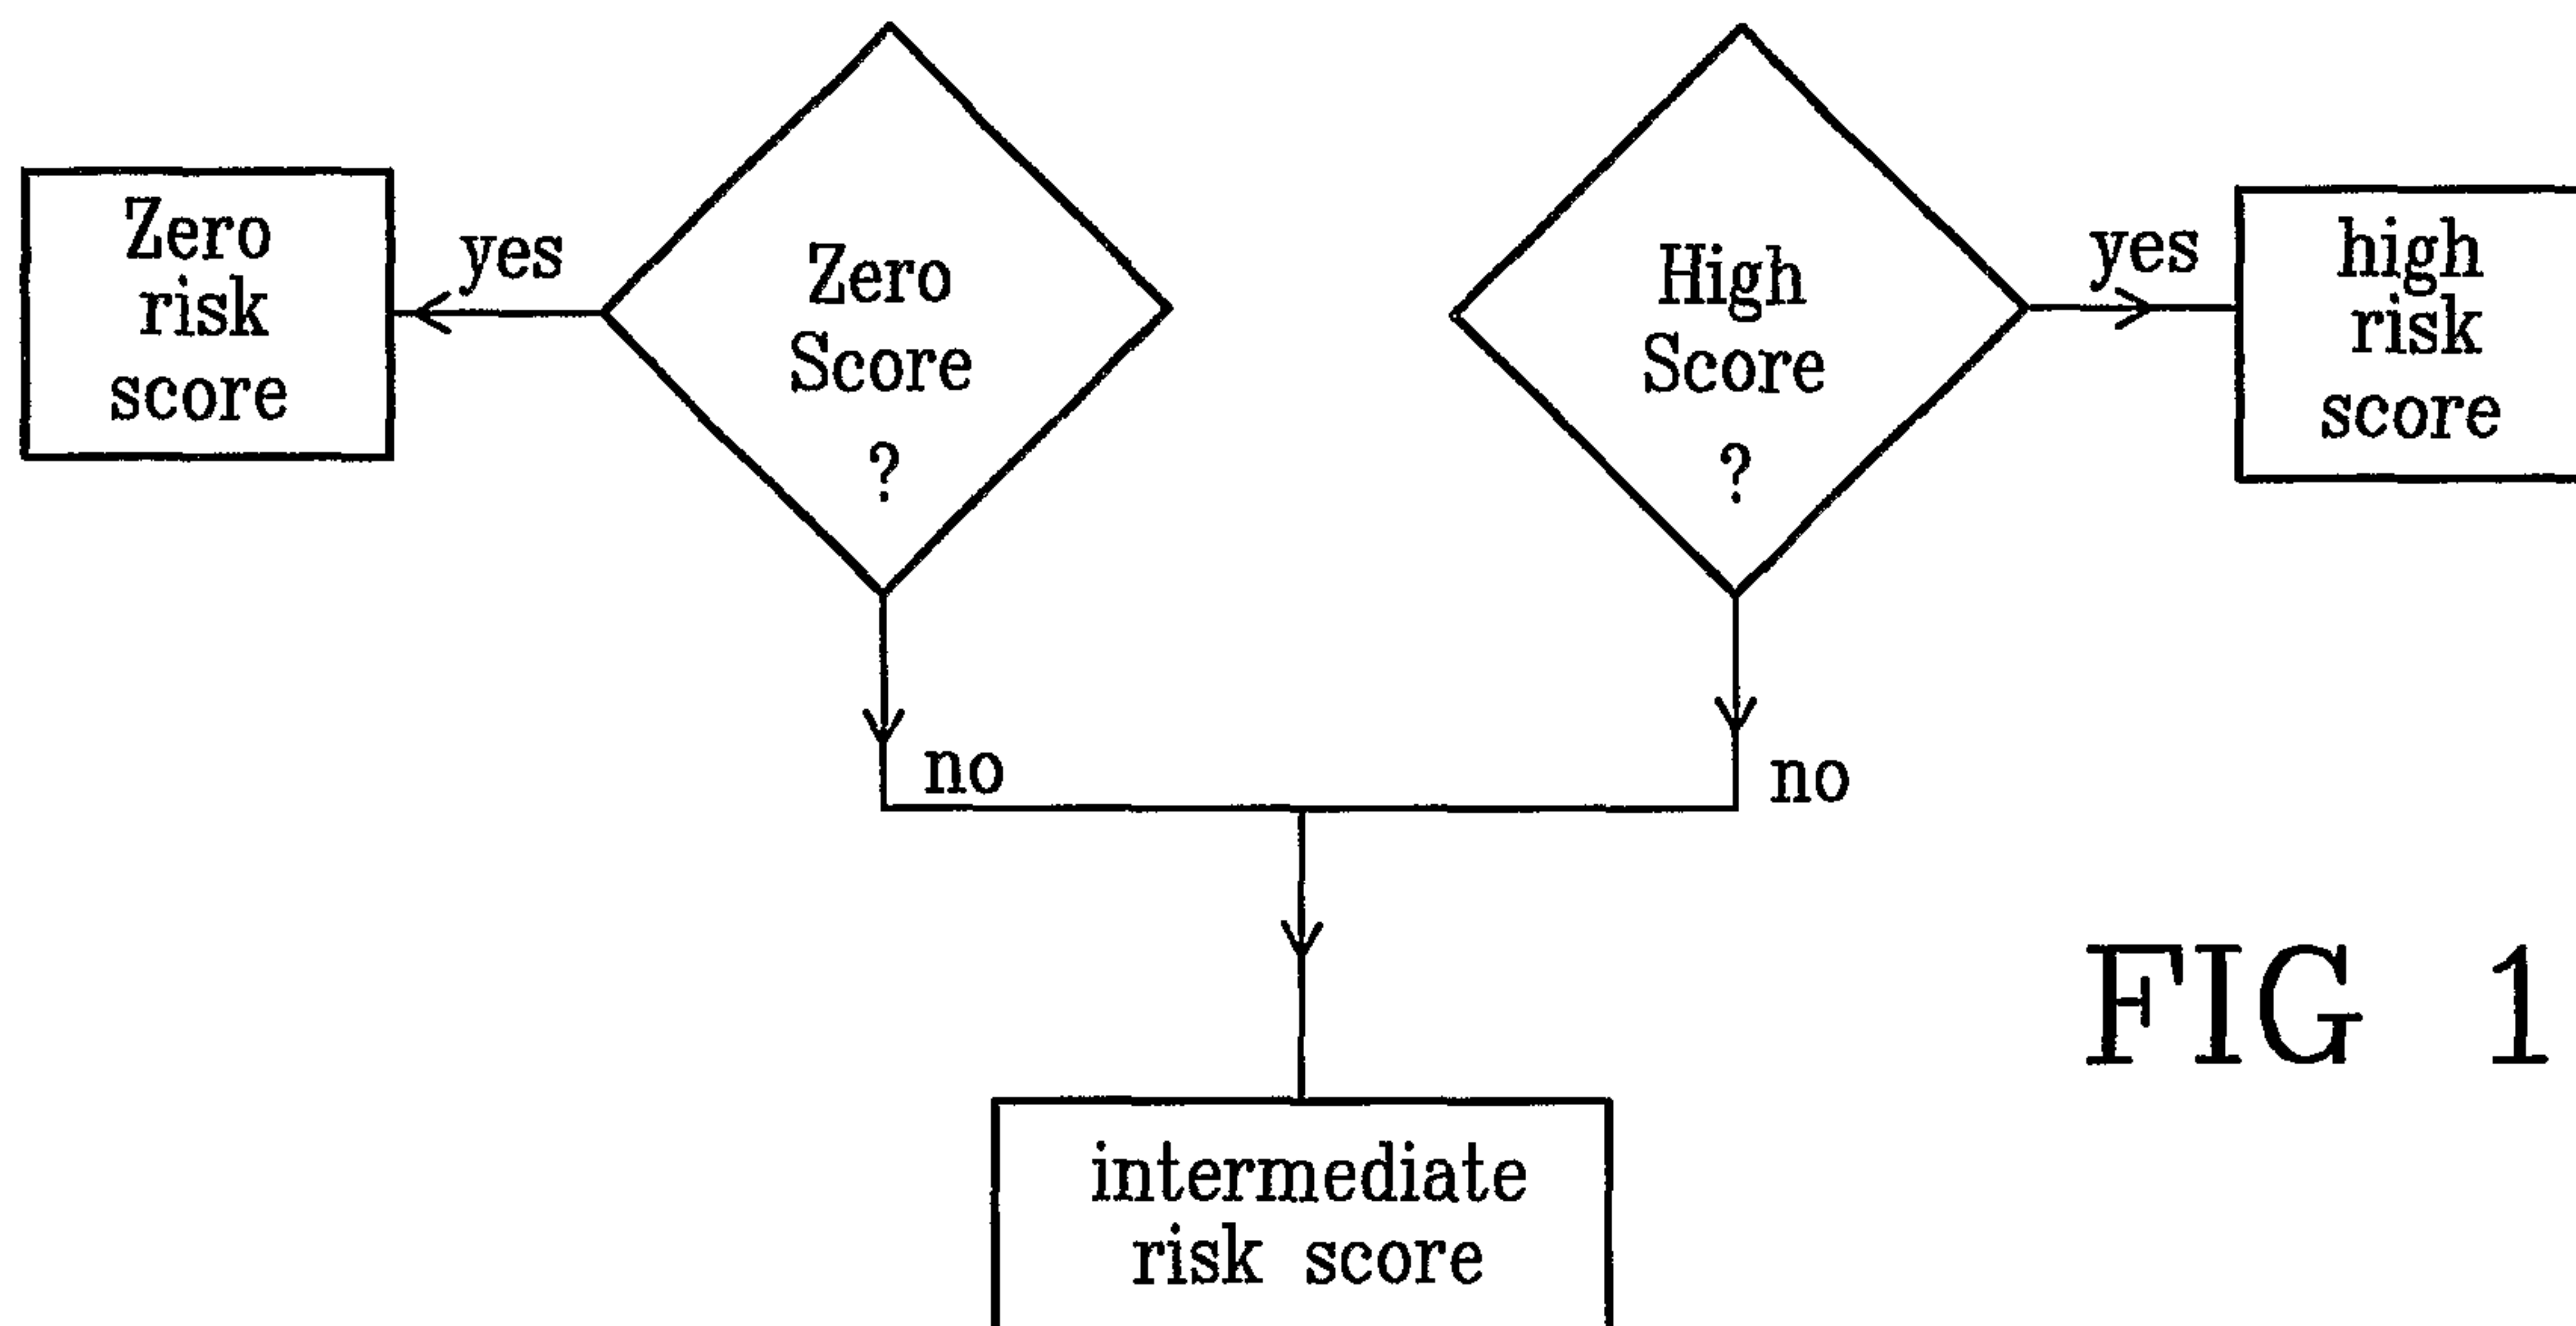 Zero
risk
score
yes
Zero
Score
?
High
Score
?
yes
high
risk
score
no
no
intermediate
risk score
FIG 1